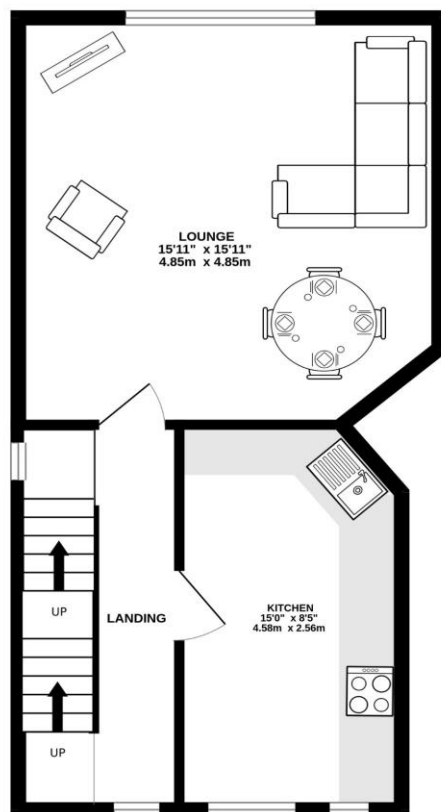 LOUNGE
15'11" x 15'11"
4.85m x 4.85m
UP
LANDING
KITCHEN
15'0" x 8'5"
4.58m x 2.56m
UP